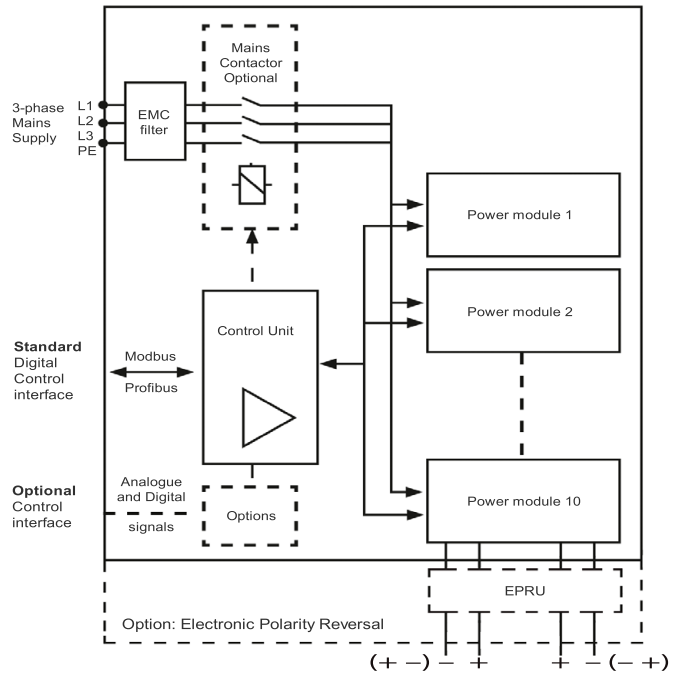 Mains
Contactor
Optional
3-phase
Mains
Supply
L1
L2
L3
PE
EMC
filter
Power module 1
Power module 2
Control Unit
Standard
Digital
Control
interface
Modbus
Profibus
Optional
Control
interface
Analogue
and Digital
signals
Options
Power module 10
EPRU
Option: Electronic Polarity Reversal
(+ −) − + + − (− +)